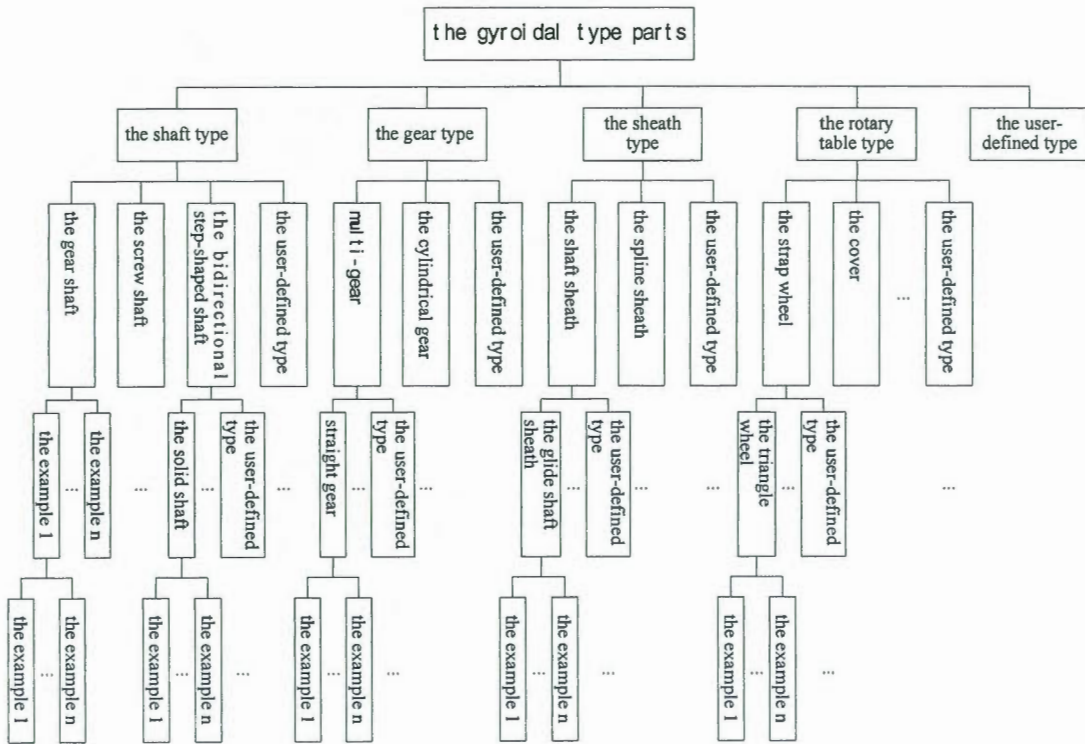 the gyroidal type parts
the shaft type
the gear type
the sheath
type
the rotary
table type
the user-
defined type
the gear shaft
the screw shaft
the bidirectional
step-shaped shaft
the user-defined type
multi-gear
the cylindrical gear
the user-defined type
the shaft sheath
the spline sheath
the user-defined type
the strap wheel
the cover
...
the user-defined type
the example 1
...
the example n
...
the solid shaft
...
the user-defined
type
...
straight gear
...
the user-defined
type
...
the glide shaft
sheath
...
the user-defined
type
...
...
the triangle
wheel
...
the user-defined
type
...
...
the example 1
...
the example n
...
the example 1
...
the example n
...
the example 1
...
the example n
...
the example 1
...
the example n
...
the example 1
...
the example n
...